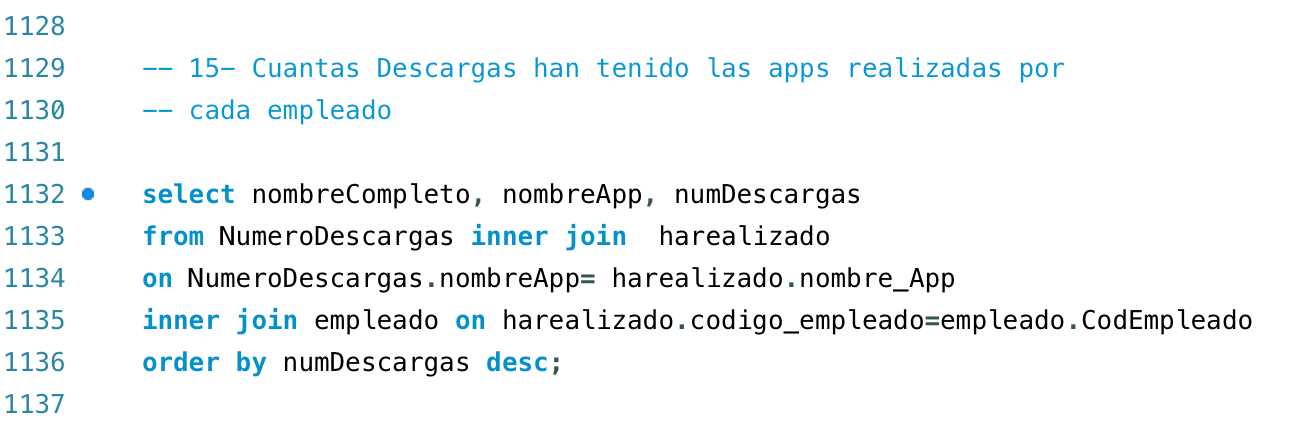 1128
1129 -- 15- Cuantas Descargas han tenido las apps realizadas por
1130 -- cada empleado
1131
1132 select nombreCompleto, nombreApp, numDescargas
1133 from NumeroDescargas inner join  harealizado
1134 on NumeroDescargas.nombreApp= harealizado.nombre_App
1135 inner join empleado on harealizado.codigo_empleado=empleado.CodEmpleado
1136 order by numDescargas desc;
1137